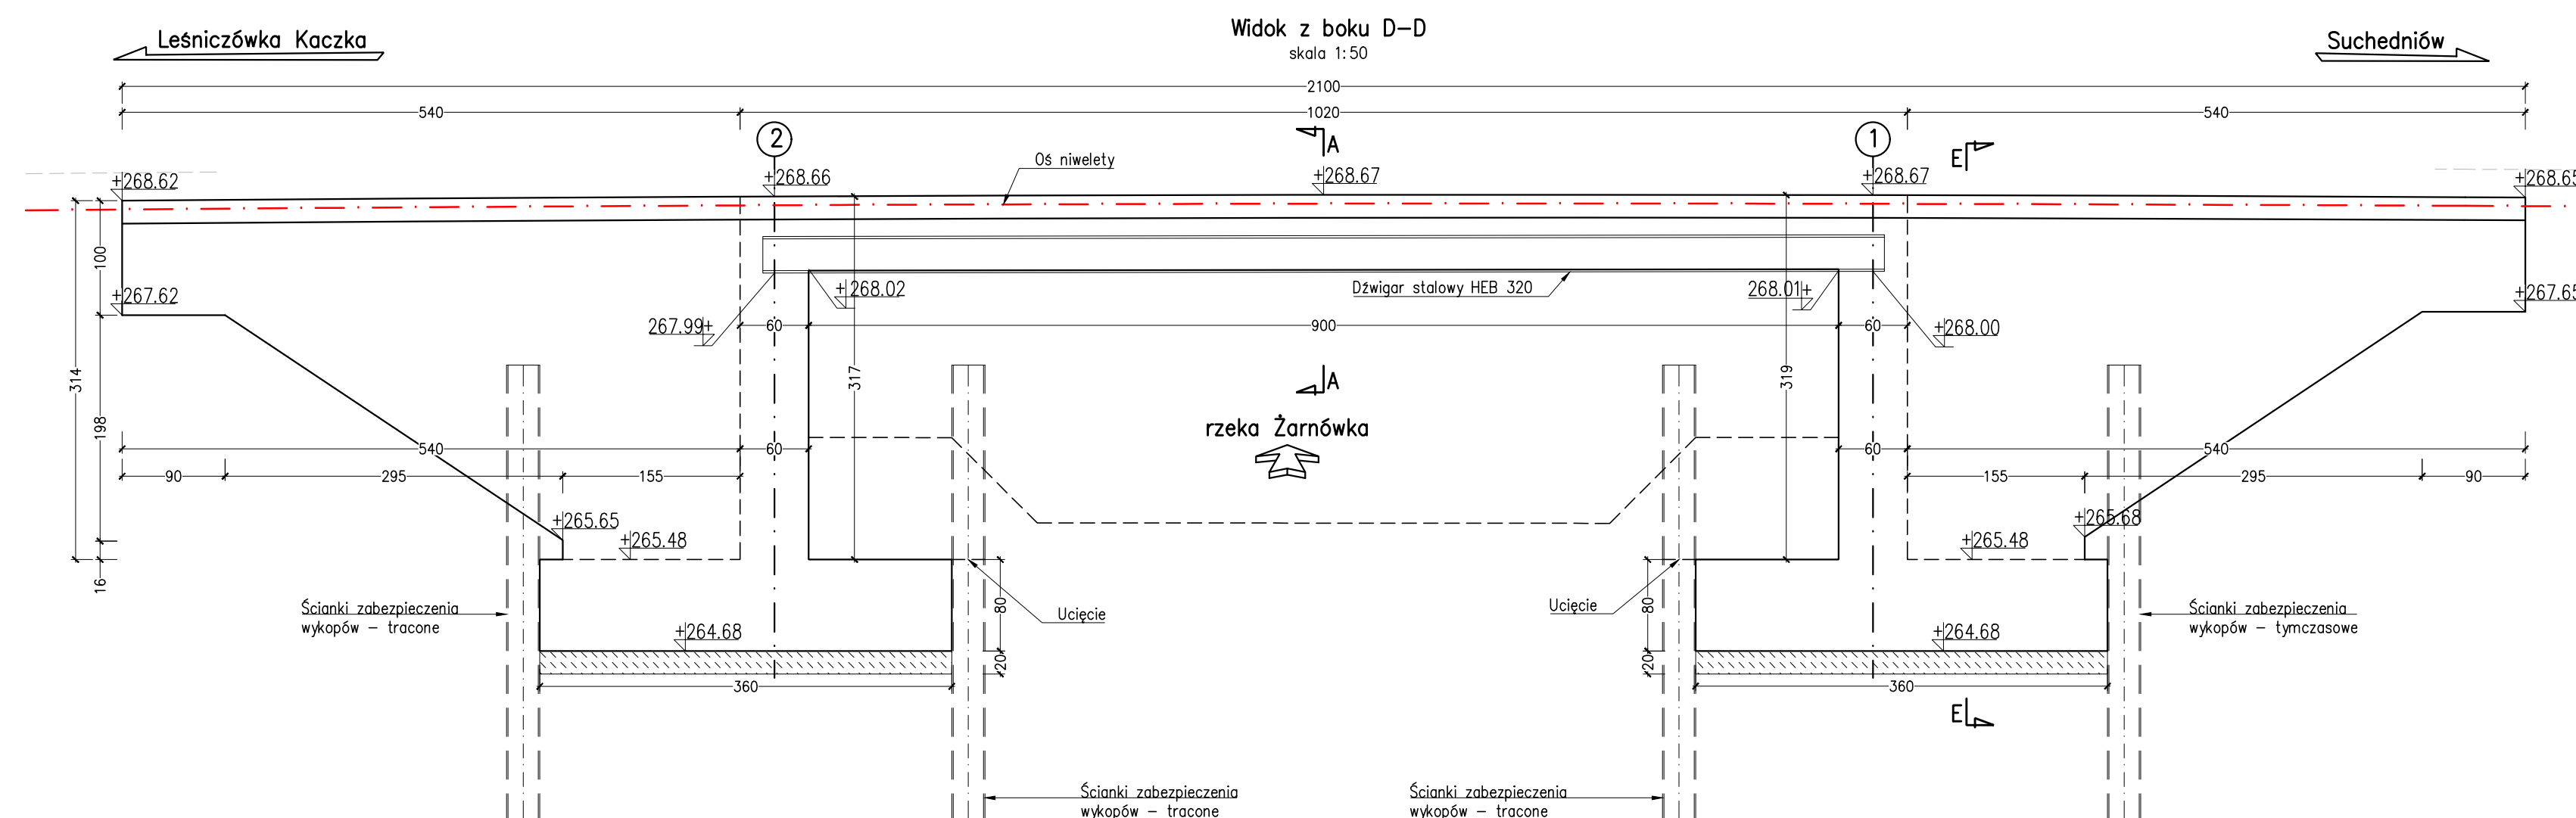 Widok z boku D-D
Leśniczówka Kaczka
Suchedniów
skala 1:50
2100
540
1020
540
2
A
1
E
Oś niwelety
+268.62
+268.66
+268.67
+268.67
+268.65
100
+267.62
+268.02
Dźwigar stalowy HEB 320
268.01+
+267.65
267.99+
60
900
60
+268.00
314
317
A
319
198
rzeka Żarnówka
540
60
60
540
90
295
155
155
295
90
+265.65
+265.68
+265.48
+265.48
16
Ścianki zabezpieczenia
wykopów - tracone
80
Ucięcie
Ucięcie
80
Ścianki zabezpieczenia
wykopów - tymczasowe
+264.68
+264.68
20
20
360
360
E
Ścianki zabezpieczenia
wykopów - tracone
Ścianki zabezpieczenia
wykopów - tracone